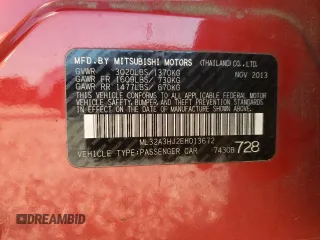 MFD.BY MITSUBISHI MOTORS (THAILAND) CO.,LTD.
GVWR 3020LBS/1370KG NOV 2013
GAWR FR 1609LBS/ 730KG
GAWR RR 1477LBS/ 670KG
THIS VEHICLE CONFORMS TO ALL APPLICABLE
FEDERAL MOTOR VEHICLE SAFETY, BUMPER, AND
THEFT PREVENTION STANDARDS IN EFFECT ON THE
DATE OF MANUFACTURE SHOWN ABOVE.
ML32A3HJ2EH013672
VEHICLE TYPE:PASSENGER CAR 7430B 728
DREAMBID